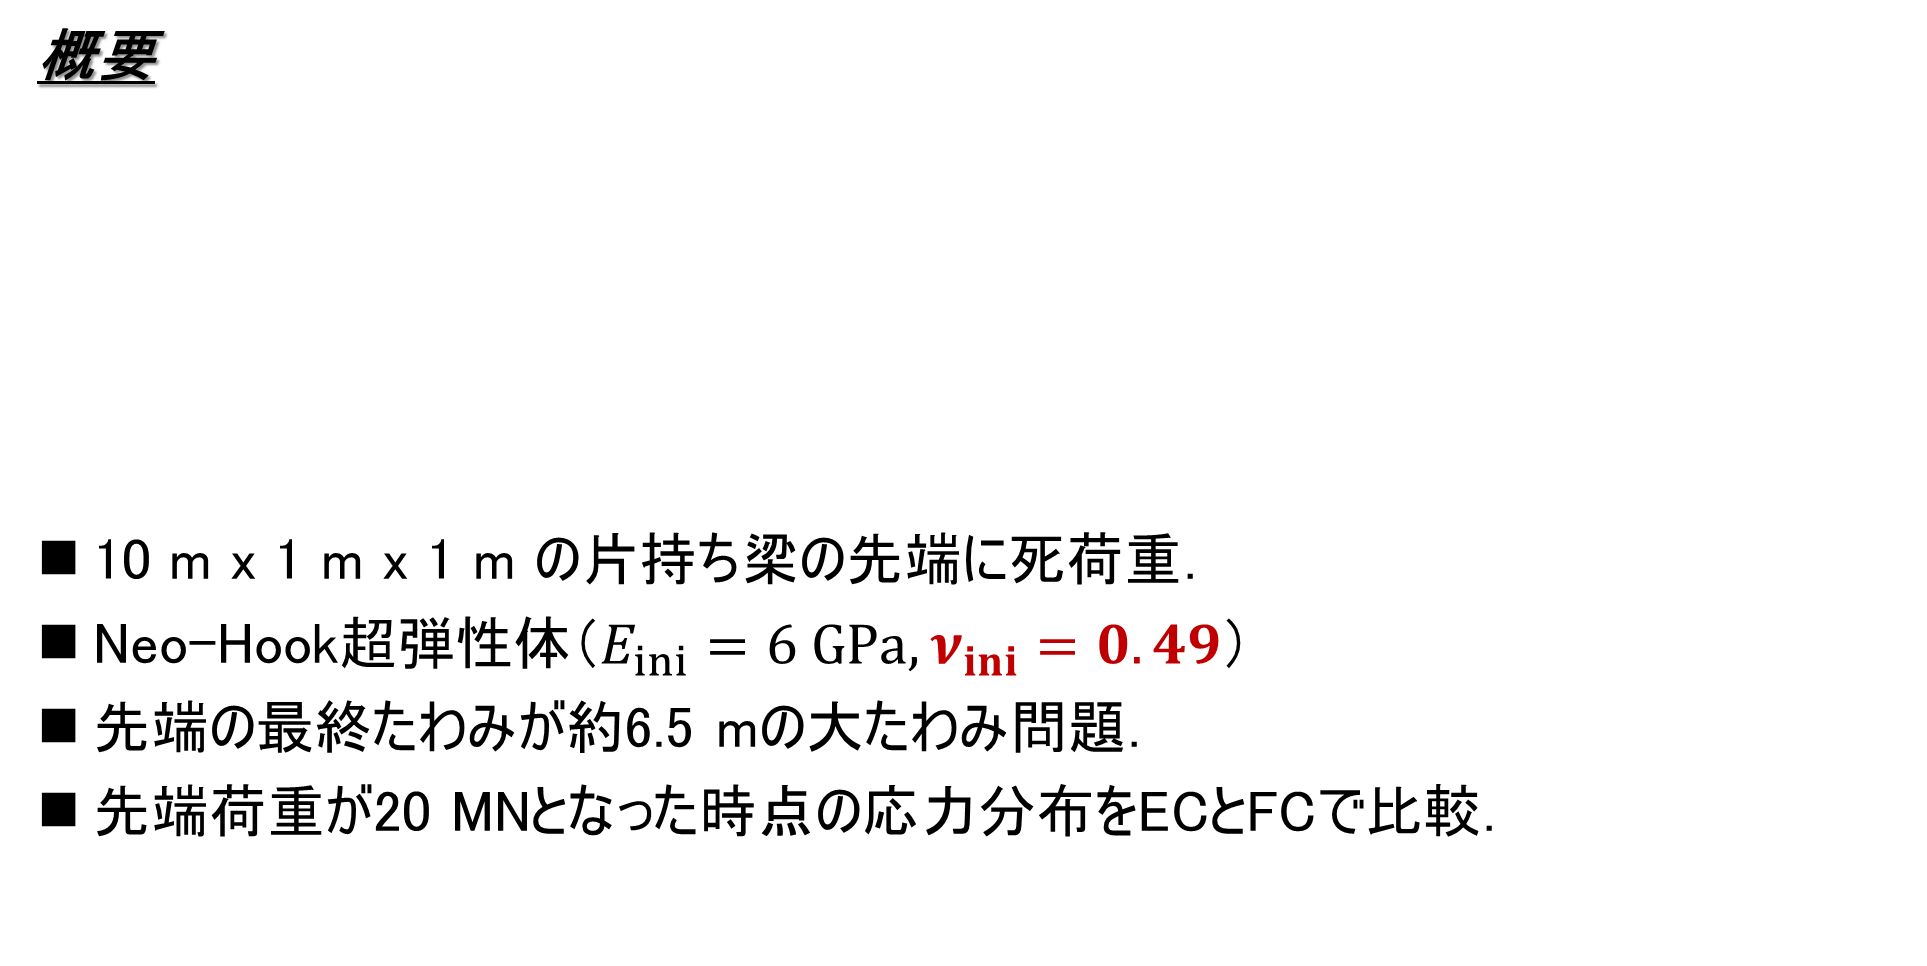 概要
■ 10 m x 1 m x 1 m の片持ち梁の先端に死荷重.
■ Neo-Hook超弾性体（E_ini = 6 GPa, ν_ini = 0.49）
■ 先端の最終たわみが約6.5 mの大たわみ問題.
■ 先端荷重が20 MNとなった時点の応力分布をECとFCで比較.